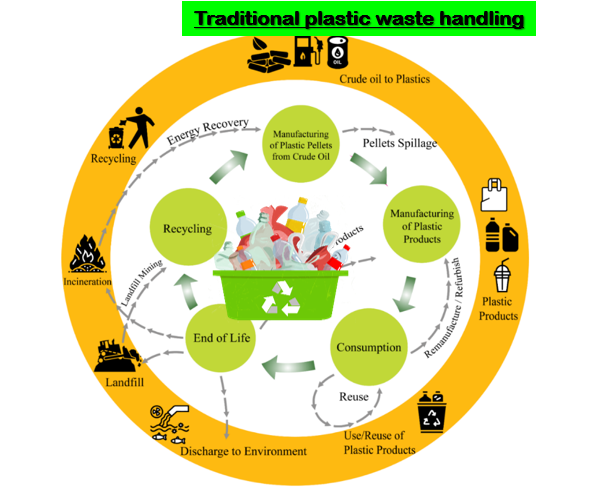 Traditional plastic waste handling
Crude oil to Plastics
OIL
Energy Recovery
Manufacturing
of Plastic Pellets
from Crude Oil
Pellets Spillage
Recycling
Recycling
Manufacturing
of Plastic
Products
Plastic
Products
Landfill Mining
Incineration
End of Life
Consumption
Remanufacture / Refurbish
Landfill
Reuse
Use/Reuse of
Plastic Products
Discharge to Environment